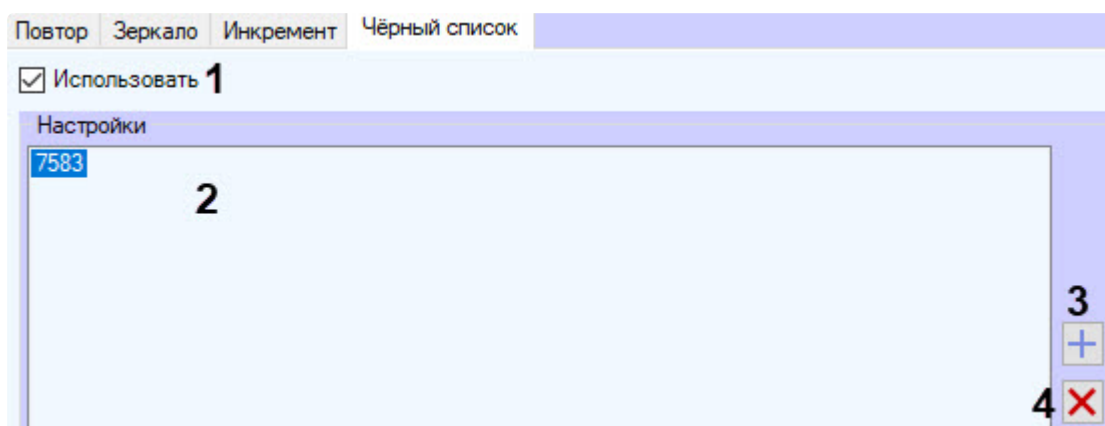 Повтор Зеркало Инкремент Чёрный список
Использовать 1
Настройки
7583
2
3
4